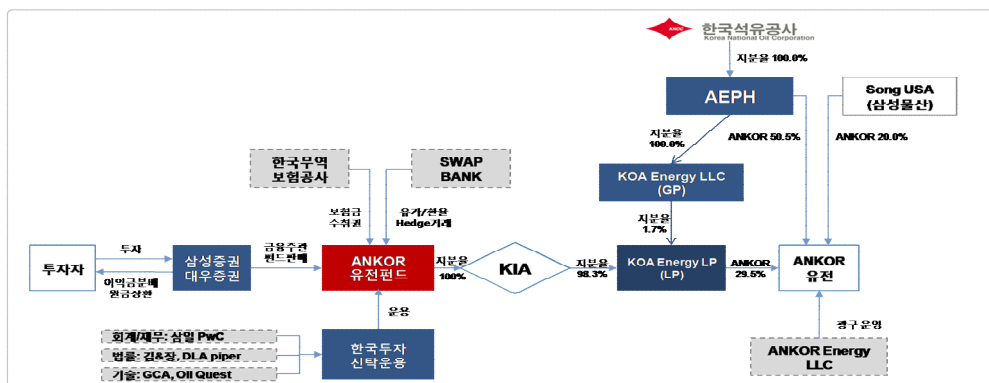 KNOC
한국석유공사
Korea National Oil Corporation
지분율 100.0%
AEPH
Song USA
(삼성물산)
지분율
100.0%
ANKOR 50.5%
ANKOR 20.0%
한국무역
보험공사
SWAP
BANK
KOA Energy LLC
(GP)
보험금
수취권
유가/환율
Hedge거래
지분율
1.7%
투자자
투자
이익금분배
원금상환
삼성증권
대우증권
금융주관
펀드판매
ANKOR
유전펀드
지분율
100%
KIA
지분율
98.3%
KOA Energy LP
(LP)
ANKOR
29.5%
ANKOR
유전
운용
광구 운영
회계/재무: 삼일 PwC
법률: 김&장, DLA piper
기술: GCA, Oil Quest
한국투자
신탁운용
ANKOR Energy
LLC